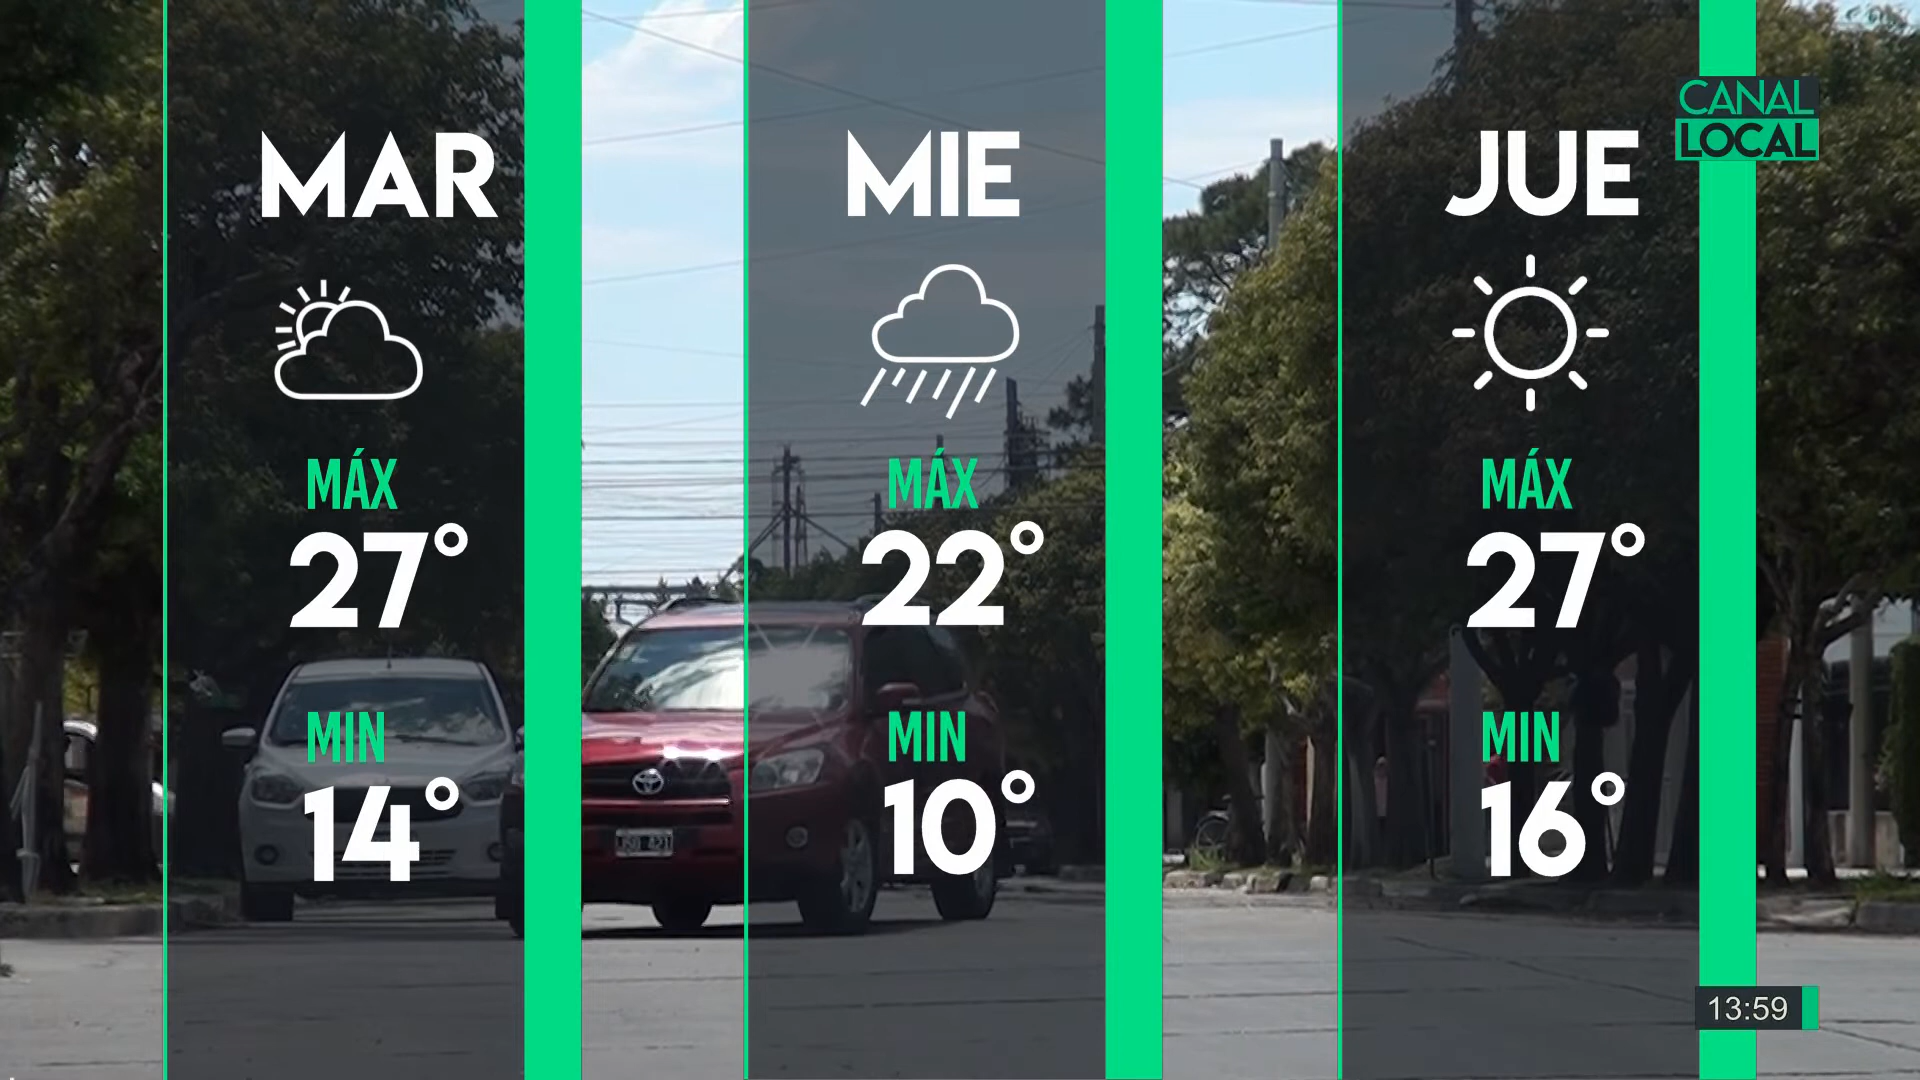 MAR
MÁX
27°
MIN
14°
MIE
MÁX
22°
MIN
10°
JUE
MÁX
27°
MIN
16°
CANAL
LOCAL
13:59